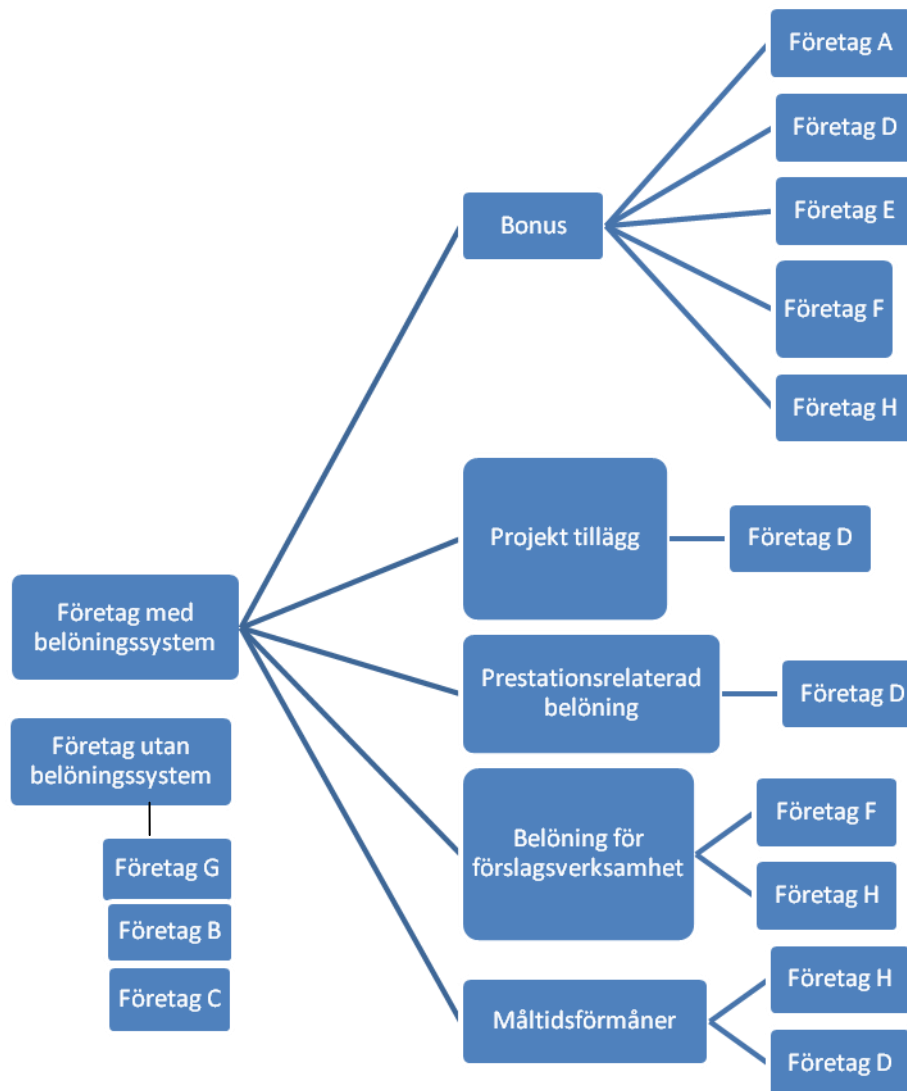 Företag med
belöningssystem
Bonus
Företag A
Företag D
Företag E
Företag F
Företag H
Projekt tillägg
Företag D
Prestationsrelaterad
belöning
Företag D
Belöning för
förslagsverksamhet
Företag F
Företag H
Måltidsförmåner
Företag H
Företag D
Företag utan
belöningssystem
Företag G
Företag B
Företag C